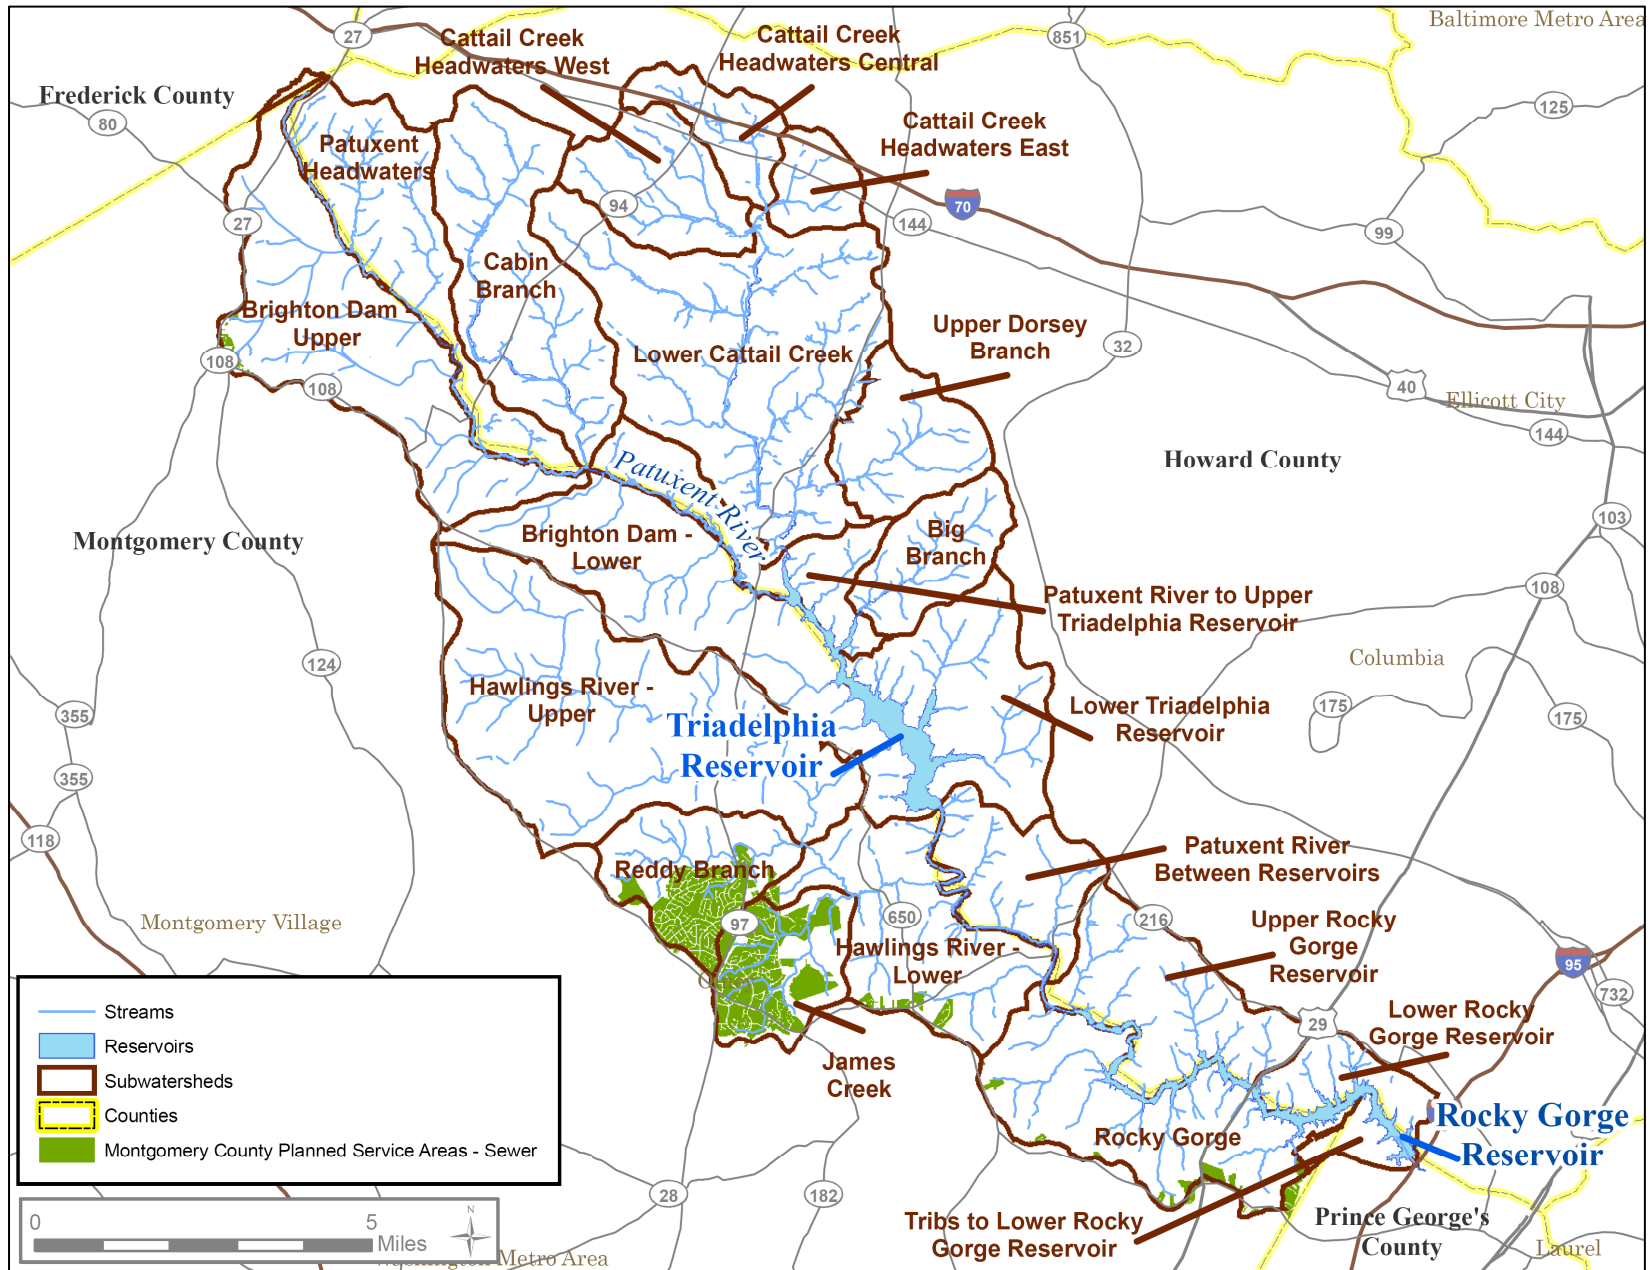 Baltimore Metro Area
27
851
Cattail Creek
Headwaters West
Cattail Creek
Headwaters Central
Frederick County
80
125
Cattail Creek
Headwaters East
Patuxent
Headwaters
94
70
144
27
99
Cabin
Branch
Brighton Dam -
Upper
Upper Dorsey
Branch
Lower Cattail Creek
32
108
108
40
Ellicott City
144
Howard County
Patuxent River
103
Montgomery County
Brighton Dam -
Lower
Big
Branch
108
Patuxent River to Upper
Triadelphia Reservoir
124
Columbia
Hawlings River -
Upper
355
175
175
Lower Triadelphia
Reservoir
Triadelphia
Reservoir
355
118
Reddy Branch
Patuxent River
Between Reservoirs
Montgomery Village
97
650
216
Upper Rocky
Gorge
Reservoir
Hawlings River -
Lower
95
732
29
Lower Rocky
Gorge Reservoir
James
Creek
Rocky Gorge
Rocky Gorge
Reservoir
Streams
Reservoirs
Subwatersheds
Counties
Montgomery County Planned Service Areas - Sewer
28
182
Tribs to Lower Rocky
Gorge Reservoir
Prince George's
County
Laurel
0
5
Miles
N
Metro Area